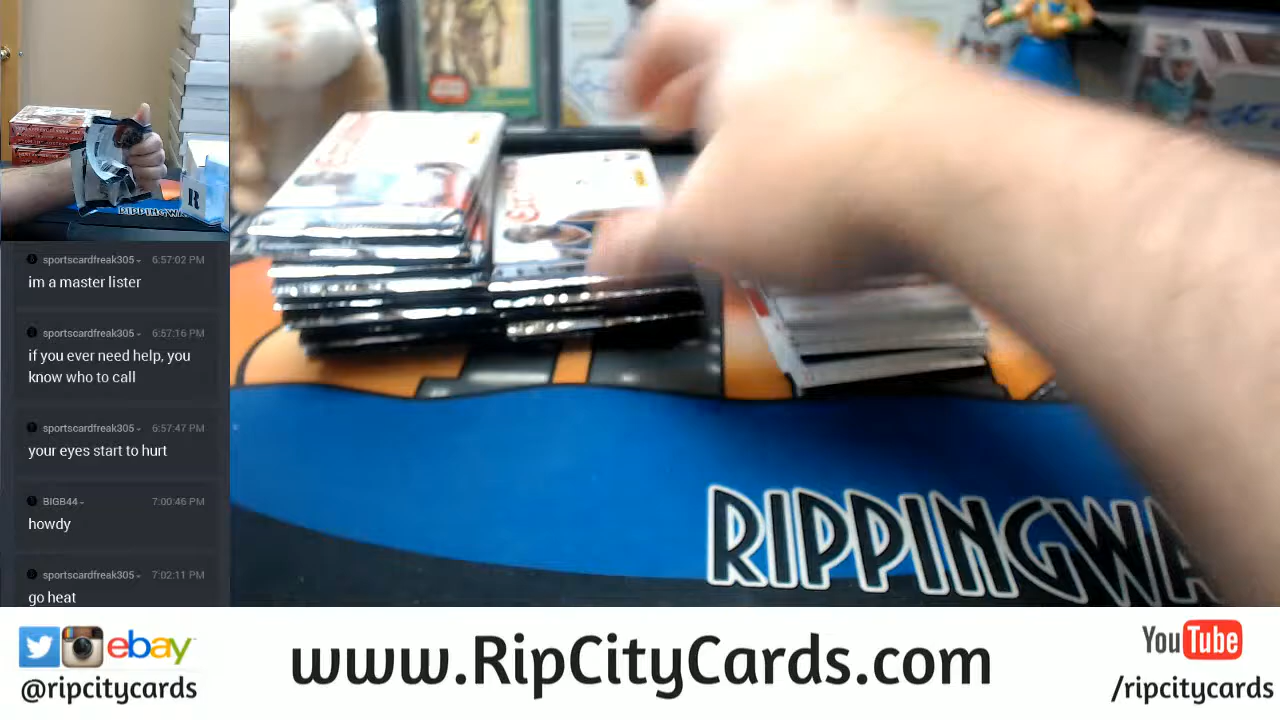 RIPPINGWA
R
sportscardfreak305 6:57:02 PM
im a master lister
sportscardfreak305 6:57:16 PM
if you ever need help, you
know who to call
sportscardfreak305 6:57:47 PM
your eyes start to hurt
BIGB44 7:00:46 PM
howdy
sportscardfreak305 7:02:11 PM
go heat
RIPPINGWA
ebay
@ripcitycards
www.RipCityCards.com
YouTube
/ripcitycards